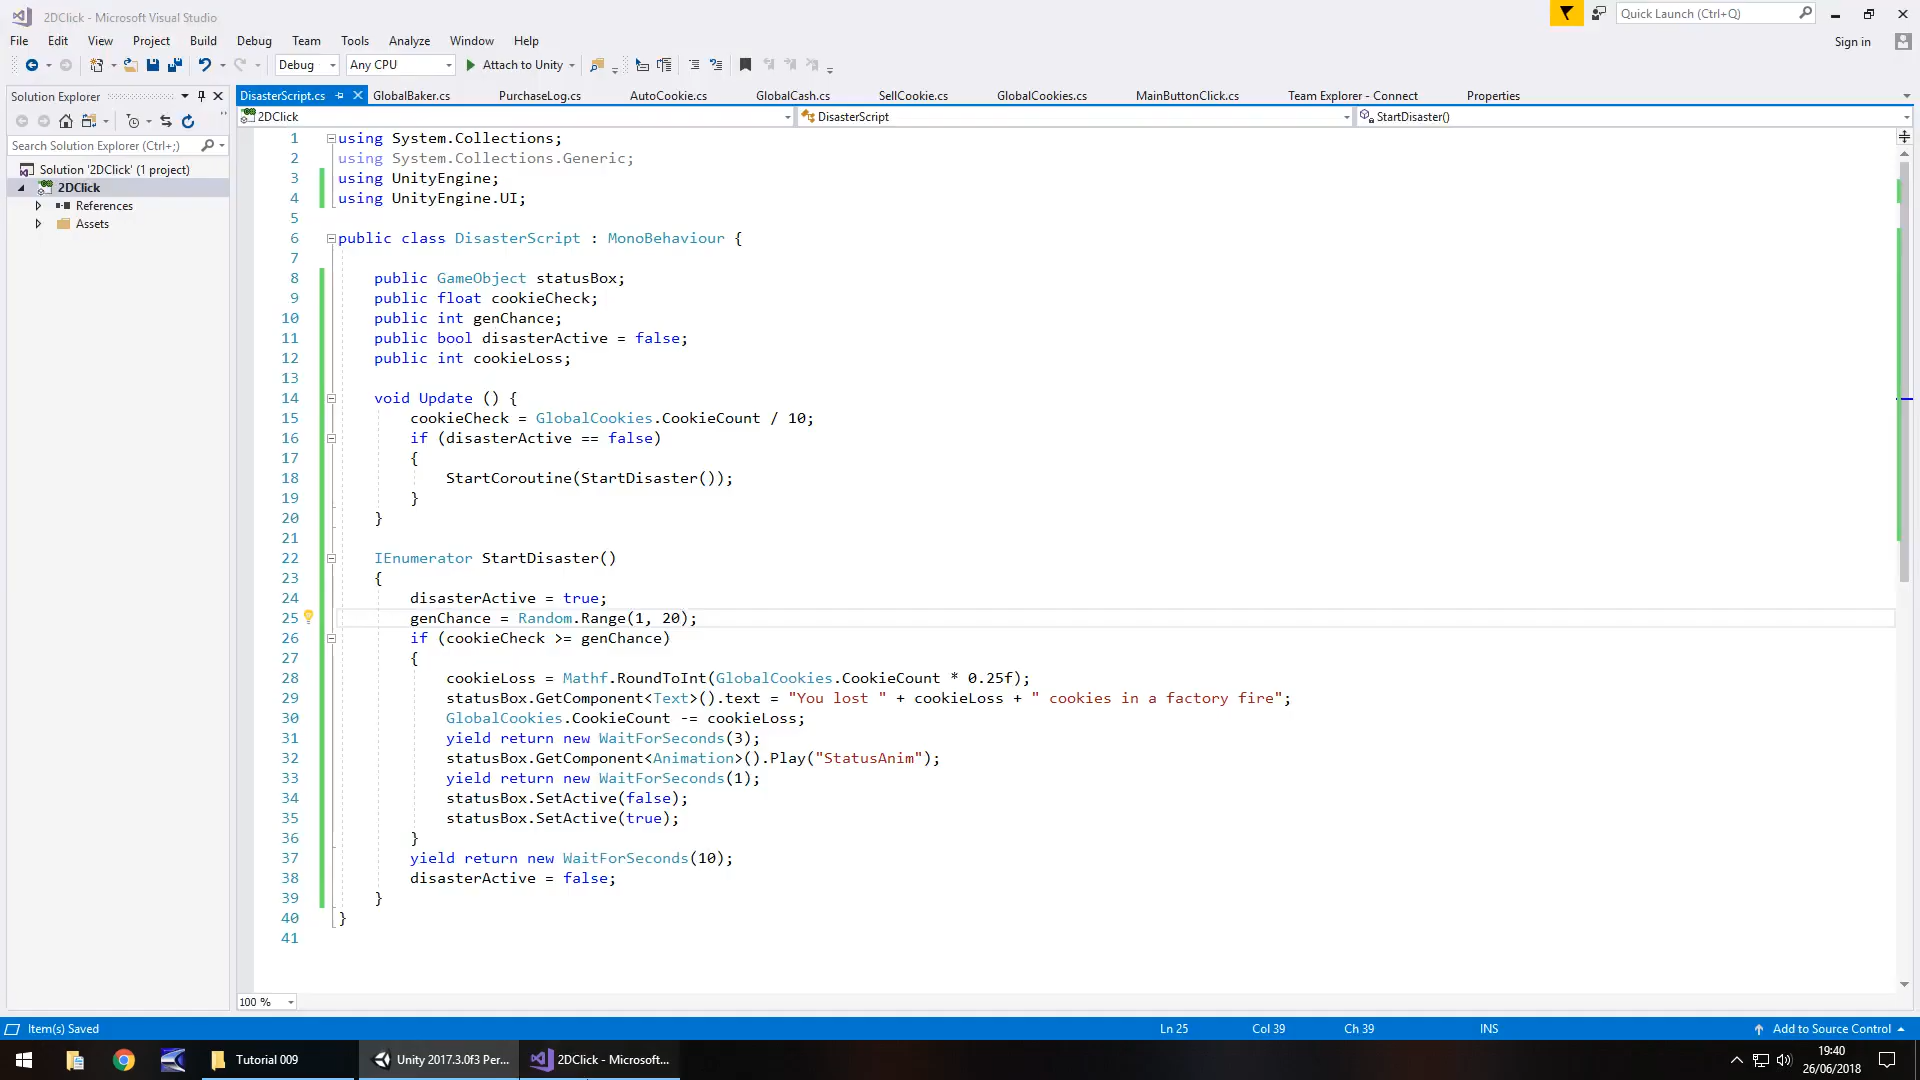 2DClick - Microsoft Visual Studio
Quick Launch (Ctrl+Q)
File Edit View Project Build Debug Team Tools Analyze Window Help
Sign in
Debug Any CPU Attach to Unity
Solution Explorer
DisasterScript.cs GlobalBaker.cs PurchaseLog.cs AutoCookie.cs GlobalCash.cs SellCookie.cs GlobalCookies.cs MainButtonClick.cs Team Explorer - Connect Properties
2DClick DisasterScript StartDisaster()
Search Solution Explorer (Ctrl+;)
Solution '2DClick' (1 project)
2DClick
References
Assets
1 using System.Collections;
2 using System.Collections.Generic;
3 using UnityEngine;
4 using UnityEngine.UI;
5
6 public class DisasterScript : MonoBehaviour {
7
8 public GameObject statusBox;
9 public float cookieCheck;
10 public int genChance;
11 public bool disasterActive = false;
12 public int cookieLoss;
13
14 void Update () {
15 cookieCheck = GlobalCookies.CookieCount / 10;
16 if (disasterActive == false)
17 {
18 StartCoroutine(StartDisaster());
19 }
20 }
21
22 IEnumerator StartDisaster()
23 {
24 disasterActive = true;
25 genChance = Random.Range(1, 20);
26 if (cookieCheck >= genChance)
27 {
28 cookieLoss = Mathf.RoundToInt(GlobalCookies.CookieCount * 0.25f);
29 statusBox.GetComponent<Text>().text = "You lost " + cookieLoss + " cookies in a factory fire";
30 GlobalCookies.CookieCount -= cookieLoss;
31 yield return new WaitForSeconds(3);
32 statusBox.GetComponent<Animation>().Play("StatusAnim");
33 yield return new WaitForSeconds(1);
34 statusBox.SetActive(false);
35 statusBox.SetActive(true);
36 }
37 yield return new WaitForSeconds(10);
38 disasterActive = false;
39 }
40 }
41
100 %
Item(s) Saved Ln 25 Col 39 Ch 39 INS Add to Source Control
Tutorial 009 Unity 2017.3.0f3 Per... 2DClick - Microsoft...
19:40
26/06/2018